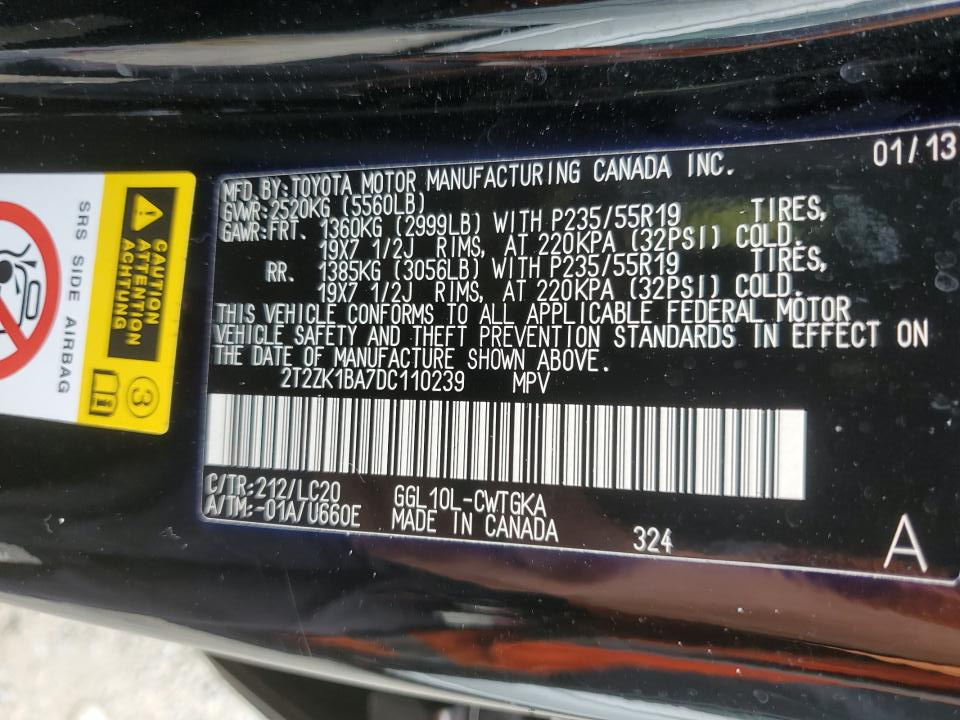 01/13
MFD.BY:TOYOTA MOTOR MANUFACTURING CANADA INC.
GVWR:2520KG (5560LB)
GAWR:FRT. 1360KG (2999LB) WITH P235/55R19 TIRES,
19X7 1/2J RIMS, AT 220KPA (32PSI) COLD.
RR. 1385KG (3056LB) WITH P235/55R19 TIRES,
19X7 1/2J RIMS, AT 220KPA (32PSI) COLD.
THIS VEHICLE CONFORMS TO ALL APPLICABLE FEDERAL MOTOR
VEHICLE SAFETY AND THEFT PREVENTION STANDARDS IN EFFECT ON
THE DATE OF MANUFACTURE SHOWN ABOVE.
2T2ZK1BA7DC110239 MPV
C/TR:212/LC20 GGL10L-CWTGKA
A/TM:-01A/U660E MADE IN CANADA
324
A
CAUTION
ATTENTION
ACHTUNG
3
SRS SIDE AIRBAG